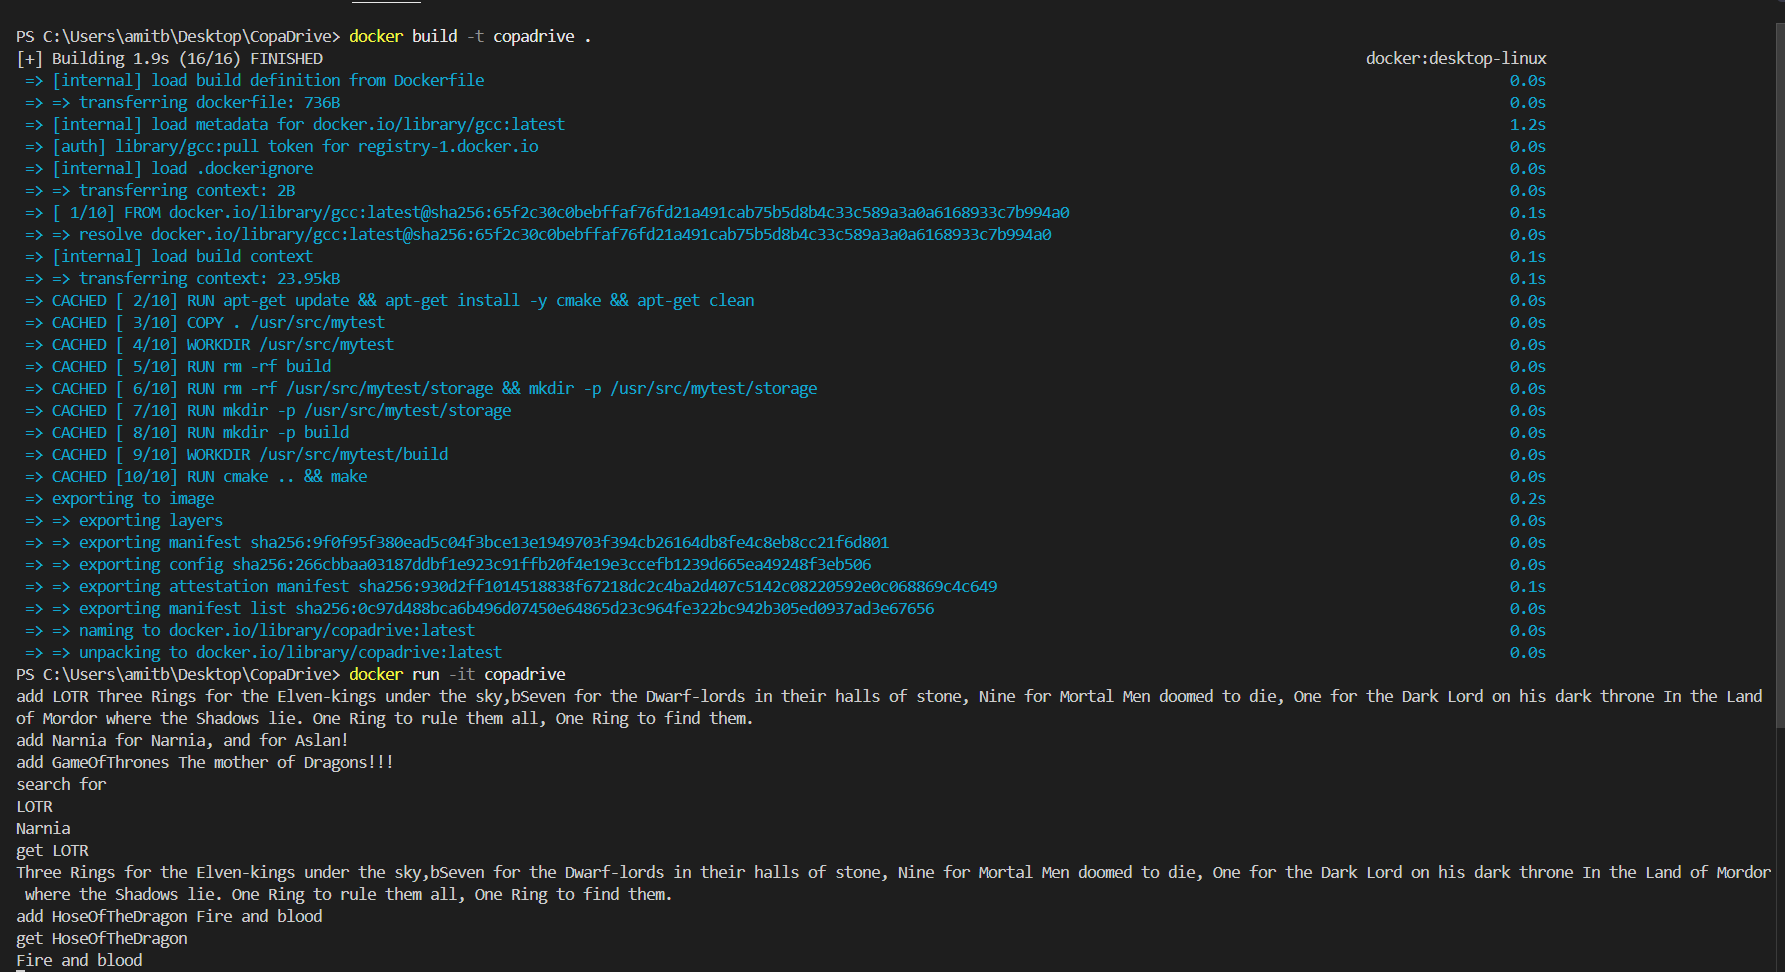 PS C:\Users\amitb\Desktop\CopaDrive> docker build -t copadrive .
[+] Building 1.9s (16/16) FINISHED docker:desktop-linux
=> [internal] load build definition from Dockerfile 0.0s
=> => transferring dockerfile: 736B 0.0s
=> [internal] load metadata for docker.io/library/gcc:latest 1.2s
=> [auth] library/gcc:pull token for registry-1.docker.io 0.0s
=> [internal] load .dockerignore 0.0s
=> => transferring context: 2B 0.0s
=> [ 1/10] FROM docker.io/library/gcc:latest@sha256:65f2c30c0bebffaf76fd21a491cab75b5d8b4c33c589a3a0a6168933c7b994a0 0.1s
=> => resolve docker.io/library/gcc:latest@sha256:65f2c30c0bebffaf76fd21a491cab75b5d8b4c33c589a3a0a6168933c7b994a0 0.0s
=> [internal] load build context 0.1s
=> => transferring context: 23.95kB 0.1s
=> CACHED [ 2/10] RUN apt-get update && apt-get install -y cmake && apt-get clean 0.0s
=> CACHED [ 3/10] COPY . /usr/src/mytest 0.0s
=> CACHED [ 4/10] WORKDIR /usr/src/mytest 0.0s
=> CACHED [ 5/10] RUN rm -rf build 0.0s
=> CACHED [ 6/10] RUN rm -rf /usr/src/mytest/storage && mkdir -p /usr/src/mytest/storage 0.0s
=> CACHED [ 7/10] RUN mkdir -p /usr/src/mytest/storage 0.0s
=> CACHED [ 8/10] RUN mkdir -p build 0.0s
=> CACHED [ 9/10] WORKDIR /usr/src/mytest/build 0.0s
=> CACHED [10/10] RUN cmake .. && make 0.0s
=> exporting to image 0.2s
=> => exporting layers 0.0s
=> => exporting manifest sha256:9f0f95f380ead5c04f3bce13e1949703f394cb26164db8fe4c8eb8cc21f6d801 0.0s
=> => exporting config sha256:266cbbaa03187ddbf1e923c91ffb20f4e19e3ccefb1239d665ea49248f3eb506 0.0s
=> => exporting attestation manifest sha256:930d2ff1014518838f67218dc2c4ba2d407c5142c08220592e0c068869c4c649 0.1s
=> => exporting manifest list sha256:0c97d488bca6b496d07450e64865d23c964fe322bc942b305ed0937ad3e67656 0.0s
=> => naming to docker.io/library/copadrive:latest 0.0s
=> => unpacking to docker.io/library/copadrive:latest 0.0s
PS C:\Users\amitb\Desktop\CopaDrive> docker run -it copadrive
add LOTR Three Rings for the Elven-kings under the sky,bSeven for the Dwarf-lords in their halls of stone, Nine for Mortal Men doomed to die, One for the Dark Lord on his dark throne In the Land
of Mordor where the Shadows lie. One Ring to rule them all, One Ring to find them.
add Narnia for Narnia, and for Aslan!
add GameOfThrones The mother of Dragons!!!
search for
LOTR
Narnia
get LOTR
Three Rings for the Elven-kings under the sky,bSeven for the Dwarf-lords in their halls of stone, Nine for Mortal Men doomed to die, One for the Dark Lord on his dark throne In the Land of Mordor
where the Shadows lie. One Ring to rule them all, One Ring to find them.
add HoseOfTheDragon Fire and blood
get HoseOfTheDragon
Fire and blood